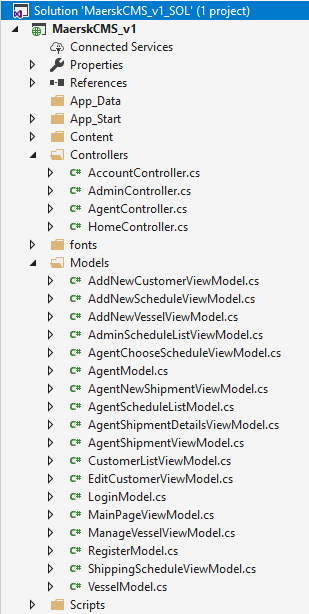 Solution 'MaerskCMS_v1_SOL' (1 project)
MaerskCMS_v1
Connected Services
Properties
References
App_Data
App_Start
Content
Controllers
C# AccountController.cs
C# AdminController.cs
C# AgentController.cs
C# HomeController.cs
fonts
Models
C# AddNewCustomerViewModel.cs
C# AddNewScheduleViewModel.cs
C# AddNewVesselViewModel.cs
C# AdminScheduleListViewModel.cs
C# AgentChooseScheduleViewModel.cs
C# AgentModel.cs
C# AgentNewShipmentViewModel.cs
C# AgentScheduleListModel.cs
C# AgentShipmentDetailsViewModel.cs
C# AgentShipmentViewModel.cs
C# CustomerListViewModel.cs
C# EditCustomerViewModel.cs
C# LoginModel.cs
C# MainPageViewModel.cs
C# ManageVesselViewModel.cs
C# RegisterModel.cs
C# ShippingScheduleViewModel.cs
C# VesselModel.cs
Scripts